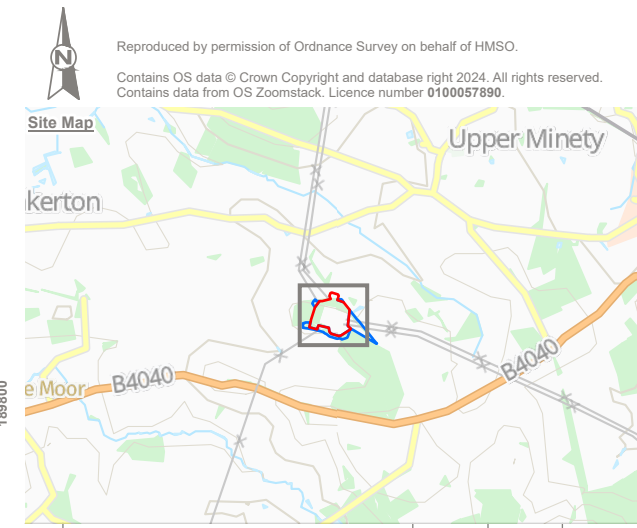 N
Reproduced by permission of Ordnance Survey on behalf of HMSO.
Contains OS data © Crown Copyright and database right 2024. All rights reserved.
Contains data from OS Zoomstack. Licence number 0100057890.
Site Map
Upper Minety
kerton
B4040
e Moor
B4040
189800